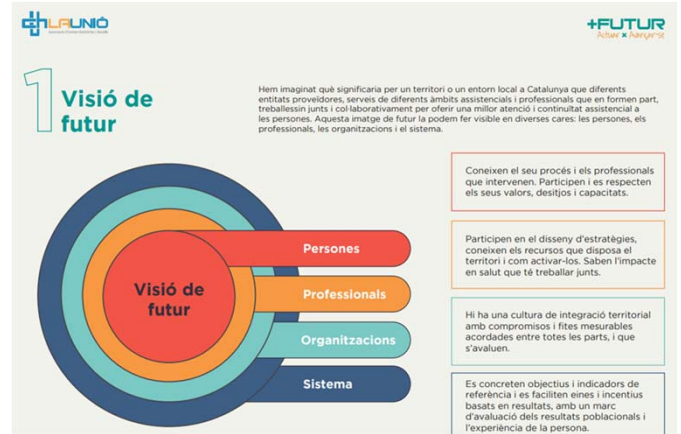 LAUNIÓ
+FUTUR
Actuar × Avançar-se
1
Visió de
futur
Hem imaginat què significaria per un territori o un entorn local a Catalunya que diferents
entitats proveïdores, serveis de diferents àmbits assistencials i professionals que en formen part,
treballessin junts i col·laborativament per oferir una millor atenció i continuïtat assistencial a
les persones. Aquesta imatge de futur la podem fer visible en diverses cares: les persones, els
professionals, les organitzacions i el sistema.
Visió de
futur
Persones
Professionals
Organitzacions
Sistema
Coneixen el seu procés i els professionals
que intervenen. Participen i es respecten
els seus valors, desitjos i capacitats.
Participen en el disseny d'estratègies,
coneixen els recursos que disposa el
territori i com activar-los. Saben l'impacte
en salut que té treballar junts.
Hi ha una cultura de integració territorial
amb compromisos i fites mesurables
acordades entre totes les parts, i que
s'avaluen.
Es concreten objectius i indicadors de
referència i es faciliten eines i incentius
basats en resultats, amb un marc
d'avaluació dels resultats poblacionals i
l'experiència de la persona.